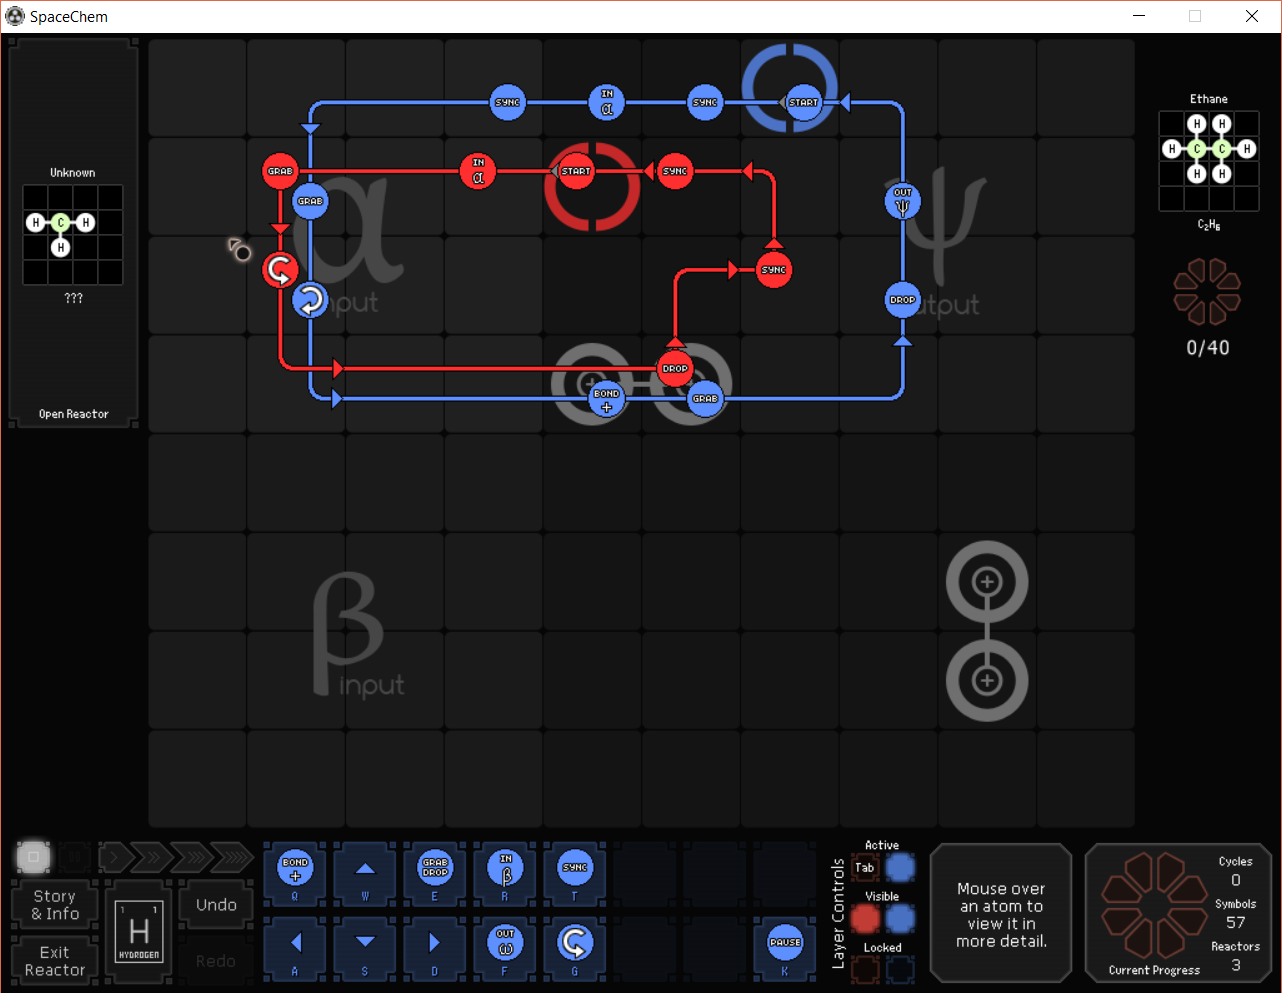 SpaceChem
Unknown
H C H
H
???
Open Reactor
SYNC
IN
α
SYNC
START
GRAB
IN
α
START
SYNC
GRAB
OUT
ψ
α
input
ψ
output
SYNC
DROP
DROP
BOND
+
GRAB
β
input
Ethane
H H
H C C H
H H
C₂H₆
0/40
Story
& Info
Exit
Reactor
1 1
H
HYDROGEN
Undo
Redo
BOND
+
Q
W
GRAB
DROP
E
IN
β
R
SYNC
T
A
S
D
OUT
ω
F
G
PAUSE
K
Layer Controls
Active
Tab
Visible
Locked
Mouse over
an atom to
view it in
more detail.
Cycles
0
Symbols
57
Reactors
3
Current Progress